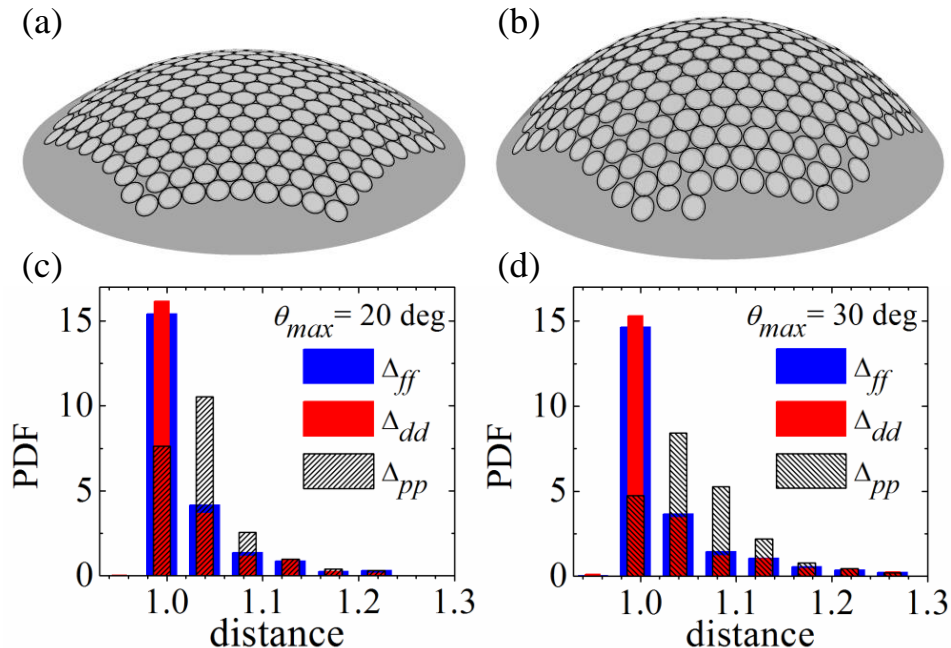 (a)
(b)
(c)
(d)
PDF
15
10
5
0
θmax = 20 deg
Δff
Δdd
Δpp
1.0
1.1
1.2
1.3
distance
PDF
15
10
5
0
θmax = 30 deg
Δff
Δdd
Δpp
1.0
1.1
1.2
1.3
distance